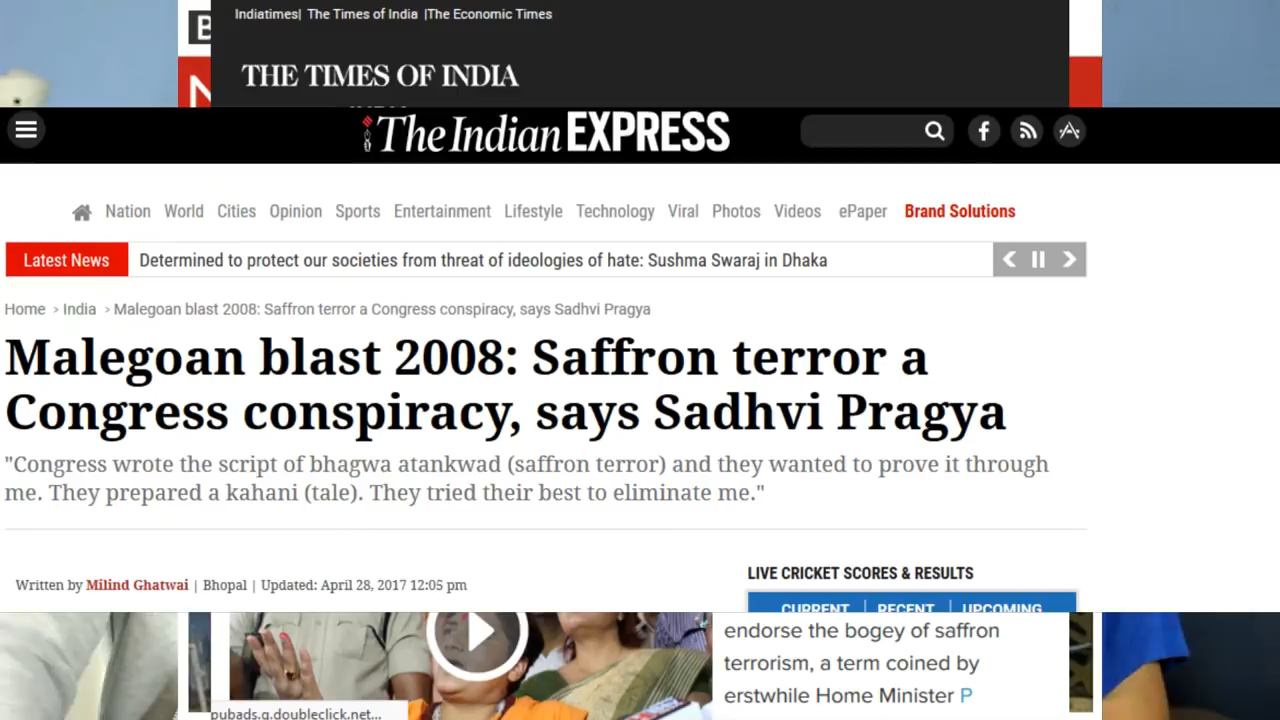 B
Indiatimes| The Times of India |The Economic Times
THE TIMES OF INDIA
N
The Indian EXPRESS
Nation World Cities Opinion Sports Entertainment Lifestyle Technology Viral Photos Videos ePaper Brand Solutions
Latest News Determined to protect our societies from threat of ideologies of hate: Sushma Swaraj in Dhaka
Home > India > Malegoan blast 2008: Saffron terror a Congress conspiracy, says Sadhvi Pragya
Malegoan blast 2008: Saffron terror a
Congress conspiracy, says Sadhvi Pragya
"Congress wrote the script of bhagwa atankwad (saffron terror) and they wanted to prove it through
me. They prepared a kahani (tale). They tried their best to eliminate me."
Written by Milind Ghatwai | Bhopal | Updated: April 28, 2017 12:05 pm
LIVE CRICKET SCORES & RESULTS
CURRENT RECENT UPCOMING
endorse the bogey of saffron
terrorism, a term coined by
erstwhile Home Minister P
pubads.g.doubleclick.net...